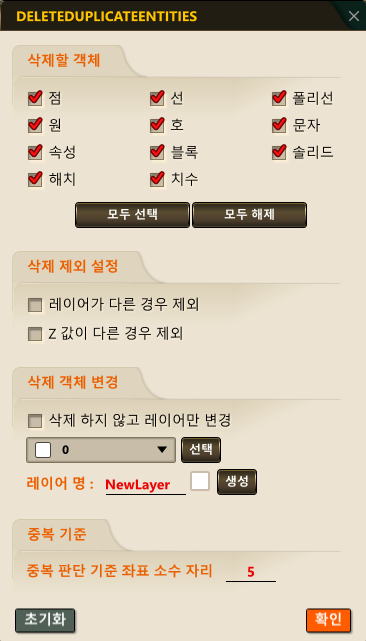 DELETEDUPLICATEENTITIES
삭제할 객체
점 선 폴리선
원 호 문자
속성 블록 솔리드
해치 치수
모두 선택 모두 해제
삭제 제외 설정
레이어가 다른 경우 제외
Z 값이 다른 경우 제외
삭제 객체 변경
삭제 하지 않고 레이어만 변경
0 선택
레이어 명 : NewLayer 생성
중복 기준
중복 판단 기준 좌표 소수 자리 5
초기화 확인